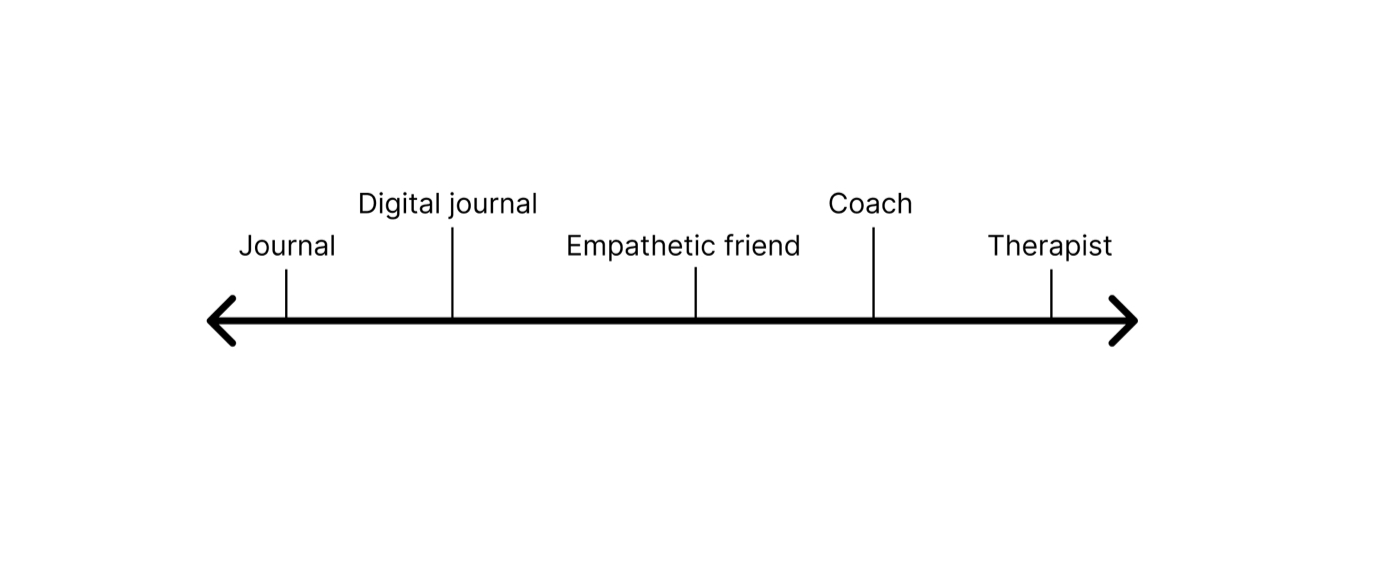 Journal
Digital journal
Empathetic friend
Coach
Therapist